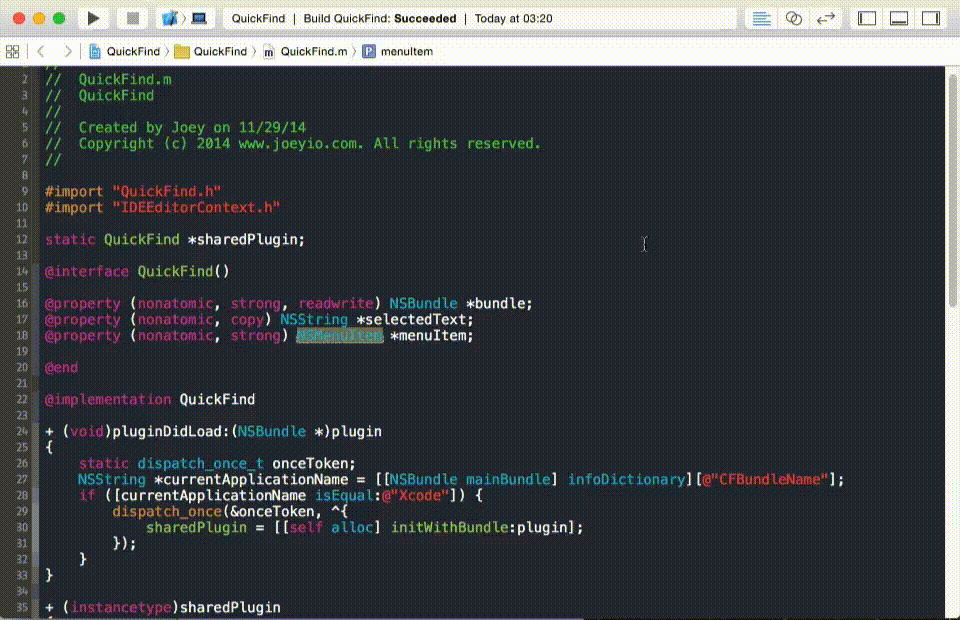 QuickFind | Build QuickFind: Succeeded | Today at 03:20
QuickFind QuickFind m QuickFind.m P menuItem
//
2 // QuickFind.m
3 // QuickFind
4 //
5 // Created by Joey on 11/29/14
6 // Copyright (c) 2014 www.joeyio.com. All rights reserved.
7 //
8
9 #import "QuickFind.h"
10 #import "IDEEditorContext.h"
11
12 static QuickFind *sharedPlugin;
13
14 @interface QuickFind()
15
16 @property (nonatomic, strong, readwrite) NSBundle *bundle;
17 @property (nonatomic, copy) NSString *selectedText;
18 @property (nonatomic, strong) NSMenuItem *menuItem;
19
20 @end
21
22 @implementation QuickFind
23
24 + (void)pluginDidLoad:(NSBundle *)plugin
25 {
26 static dispatch_once_t onceToken;
27 NSString *currentApplicationName = [[NSBundle mainBundle] infoDictionary][@"CFBundleName"];
28 if ([currentApplicationName isEqual:@"Xcode"]) {
29 dispatch_once(&onceToken, ^{
30 sharedPlugin = [[self alloc] initWithBundle:plugin];
31 });
32 }
33 }
34
35 + (instancetype)sharedPlugin